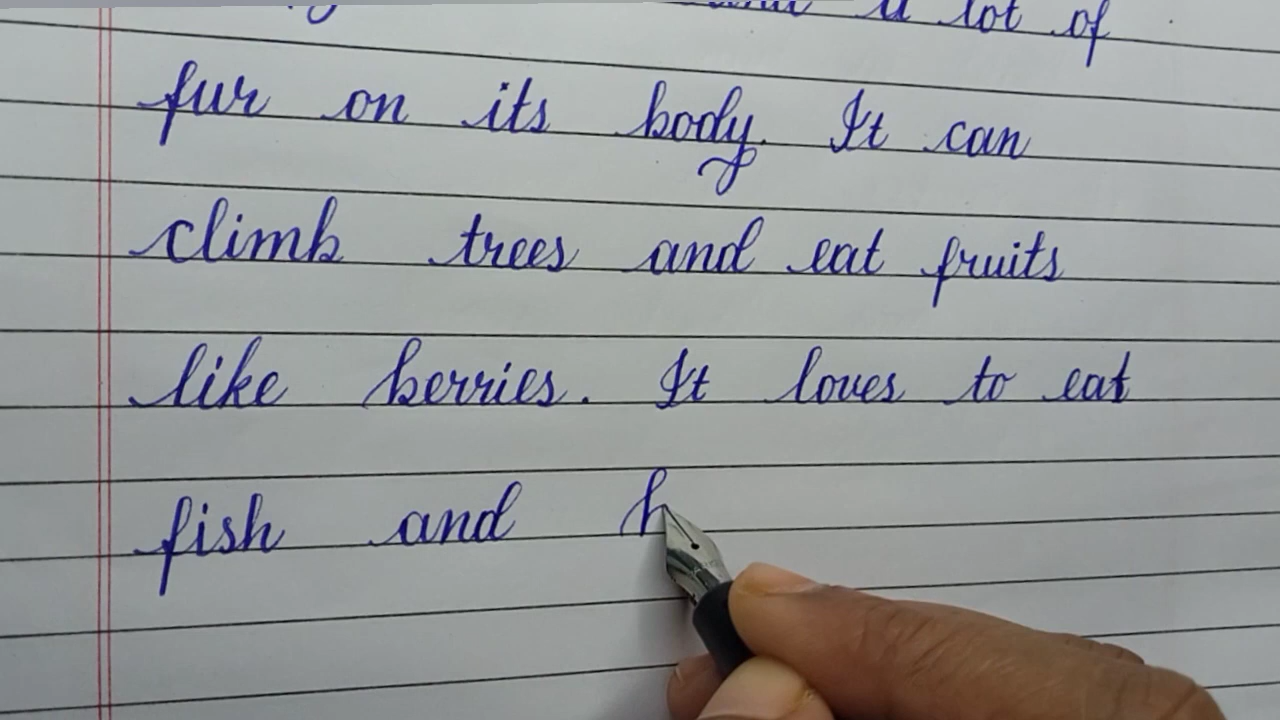 a lot of
fur on its body. It can
climb trees and eat fruits
like berries. It loves to eat
fish and h